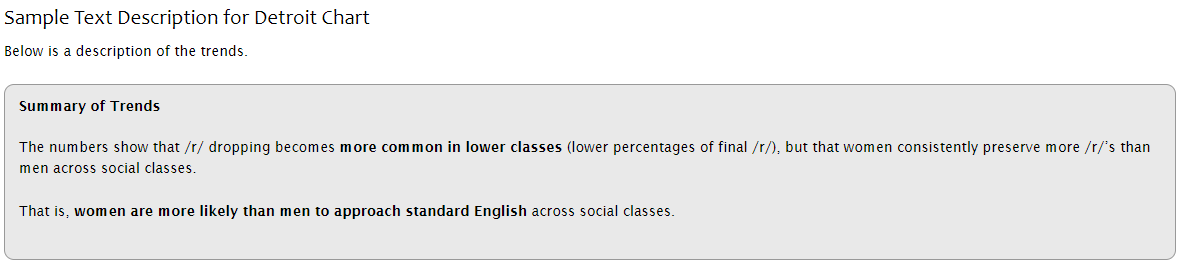 Sample Text Description for Detroit Chart
Below is a description of the trends.
Summary of Trends
The numbers show that /r/ dropping becomes more common in lower classes (lower percentages of final /r/), but that women consistently preserve more /r/'s than
men across social classes.
That is, women are more likely than men to approach standard English across social classes.